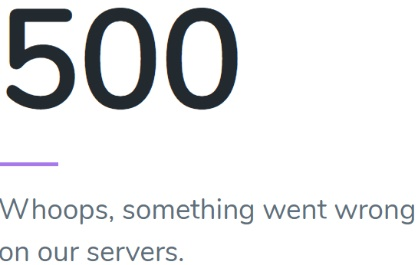 500
Whoops, something went wrong
on our servers.